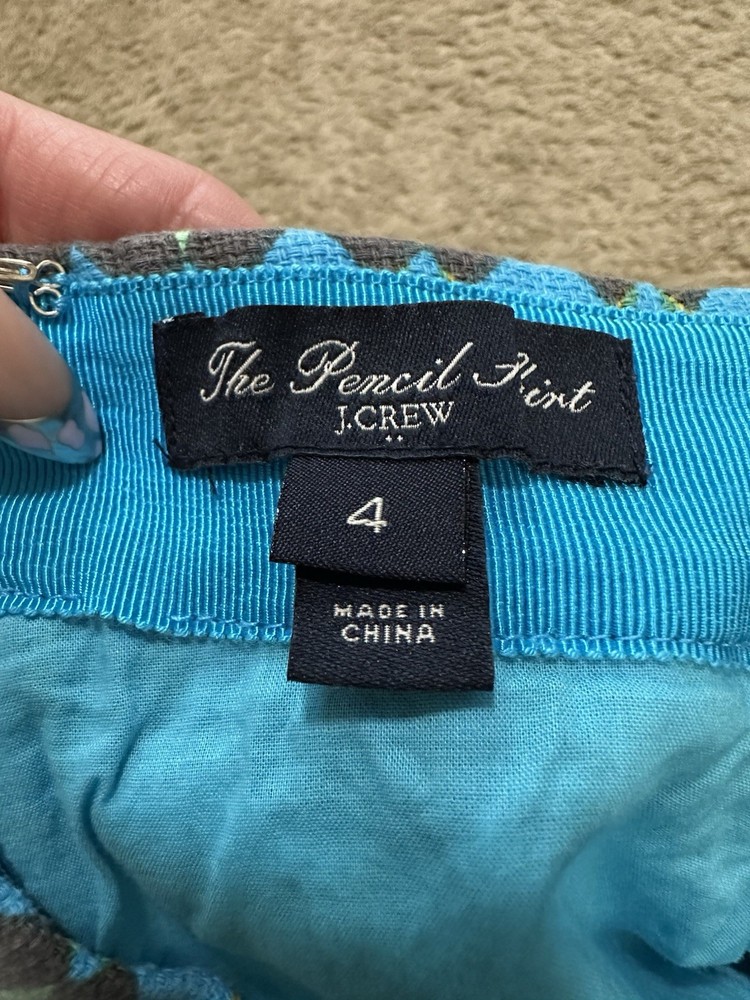 The Pencil Skirt
J.CREW
4
MADE IN
CHINA